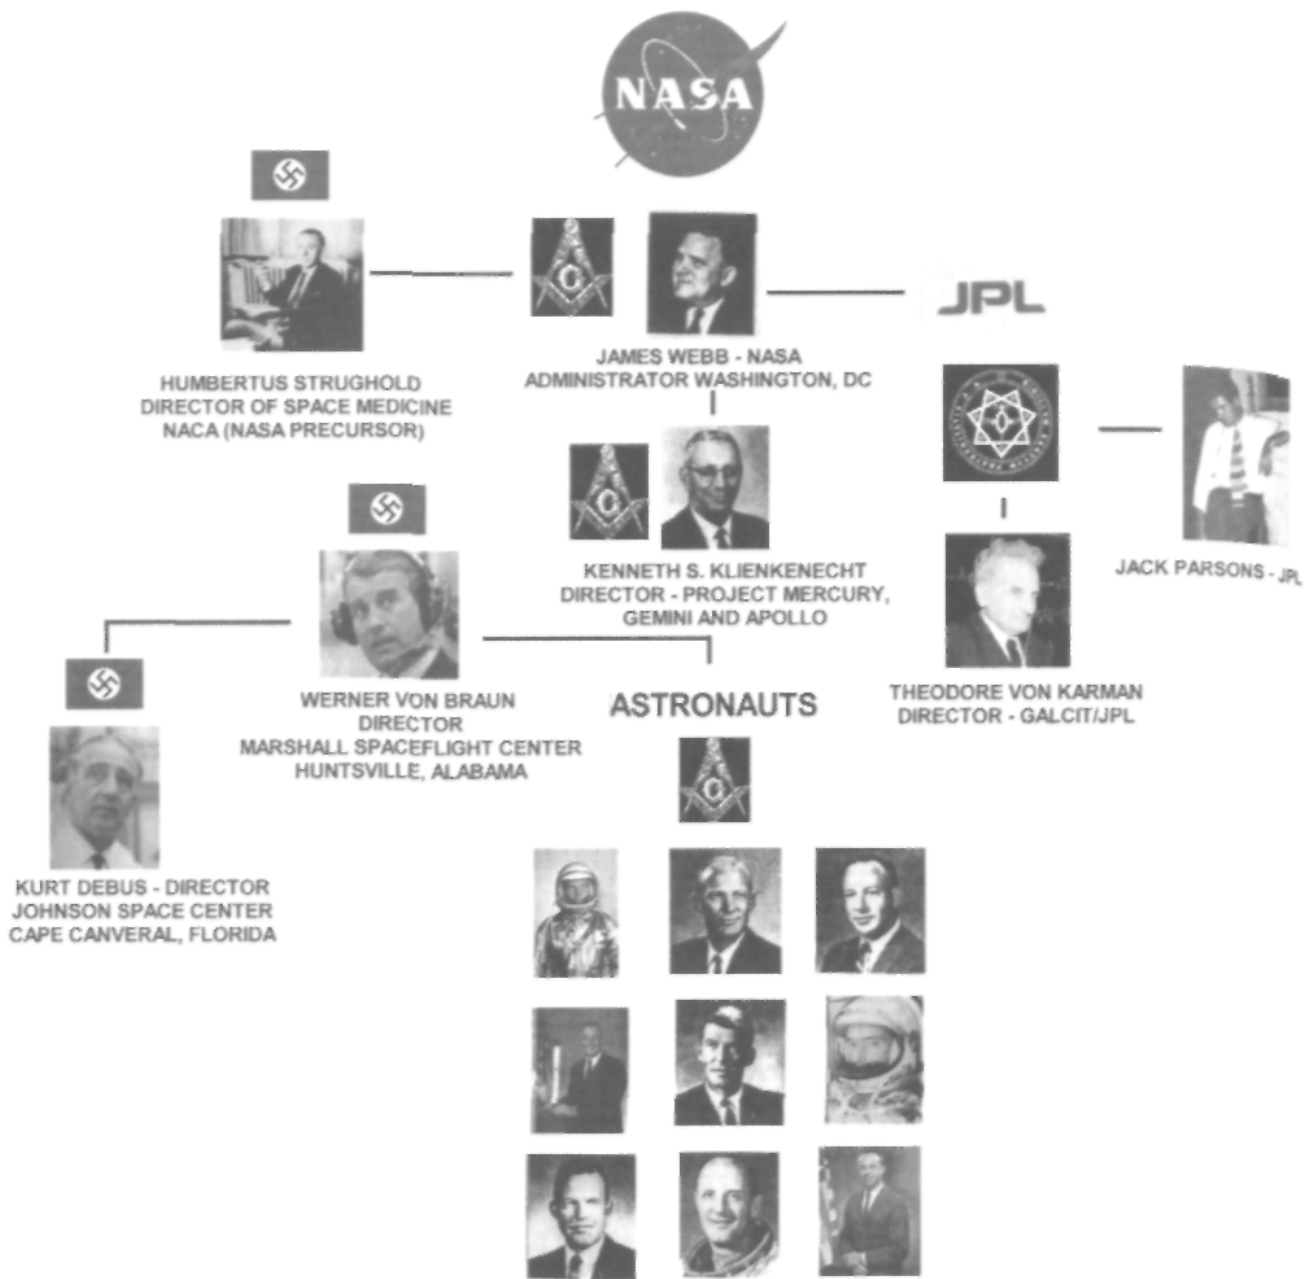 NASA
HUMBERTUS STRUGHOLD
DIRECTOR OF SPACE MEDICINE
NACA (NASA PRECURSOR)
G
JAMES WEBB - NASA
ADMINISTRATOR WASHINGTON, DC
JPL
G
KENNETH S. KLIENKENECHT
DIRECTOR - PROJECT MERCURY,
GEMINI AND APOLLO
JACK PARSONS - JPL
THEODORE VON KARMAN
DIRECTOR - GALCIT/JPL
WERNER VON BRAUN
DIRECTOR
MARSHALL SPACEFLIGHT CENTER
HUNTSVILLE, ALABAMA
KURT DEBUS - DIRECTOR
JOHNSON SPACE CENTER
CAPE CANVERAL, FLORIDA
ASTRONAUTS
G